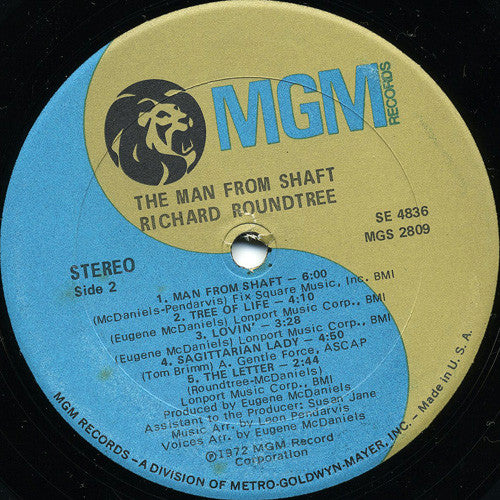 MGM
RECORDS
THE MAN FROM SHAFT
RICHARD ROUNDTREE
SE 4836
MGS 2809
STEREO
Side 2
1. MAN FROM SHAFT — 6:00
(McDaniels-Pendarvis) Fix Square Music, Inc. BMI
2. TREE OF LIFE — 4:10
(Eugene McDaniels) Lonport Music Corp., BMI
3. LOVIN' — 3:28
(Eugene McDaniels) Lonport Music Corp., BMI
4. SAGITTARIAN LADY — 4:50
(Tom Brimm) A. Gentle Force, ASCAP
5. THE LETTER — 2:44
(Roundtree-McDaniels)
Lonport Music Corp., BMI
Produced by Eugene McDaniels
Assistant to the Producer: Susan Jane
Music Arr. by Leon Pendarvis
Voices Arr. by Eugene McDaniels
℗1972 MGM Record
Corporation
MGM RECORDS — A DIVISION OF METRO-GOLDWYN-MAYER, INC. — Made in U. S. A.